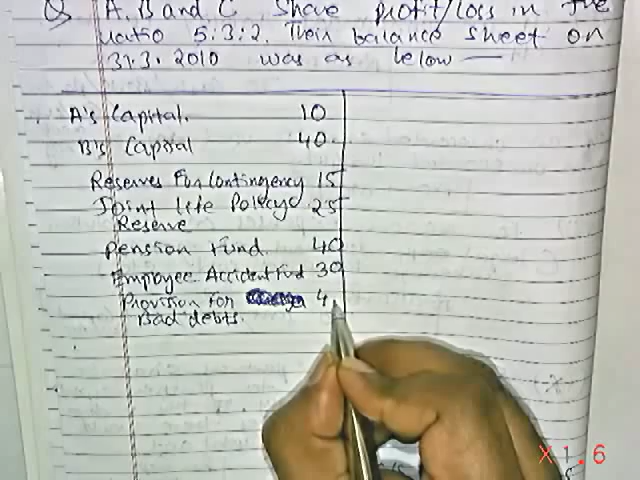 Q A, B and C Share profit/loss in the
ratio 5:3:2. Their balance sheet on
31.3.2010 was as below —
A's Capital. 10
B's Capital 40
Reserves For Contingency 15
Joint Life Policy 25
Reserve
Pension Fund. 40
Employee Accident Fund 30
Provision For 4
Bad debts.
X1.6